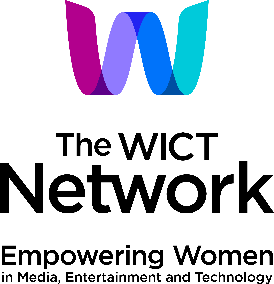 The WICT
Network
Empowering Women
in Media, Entertainment and Technology